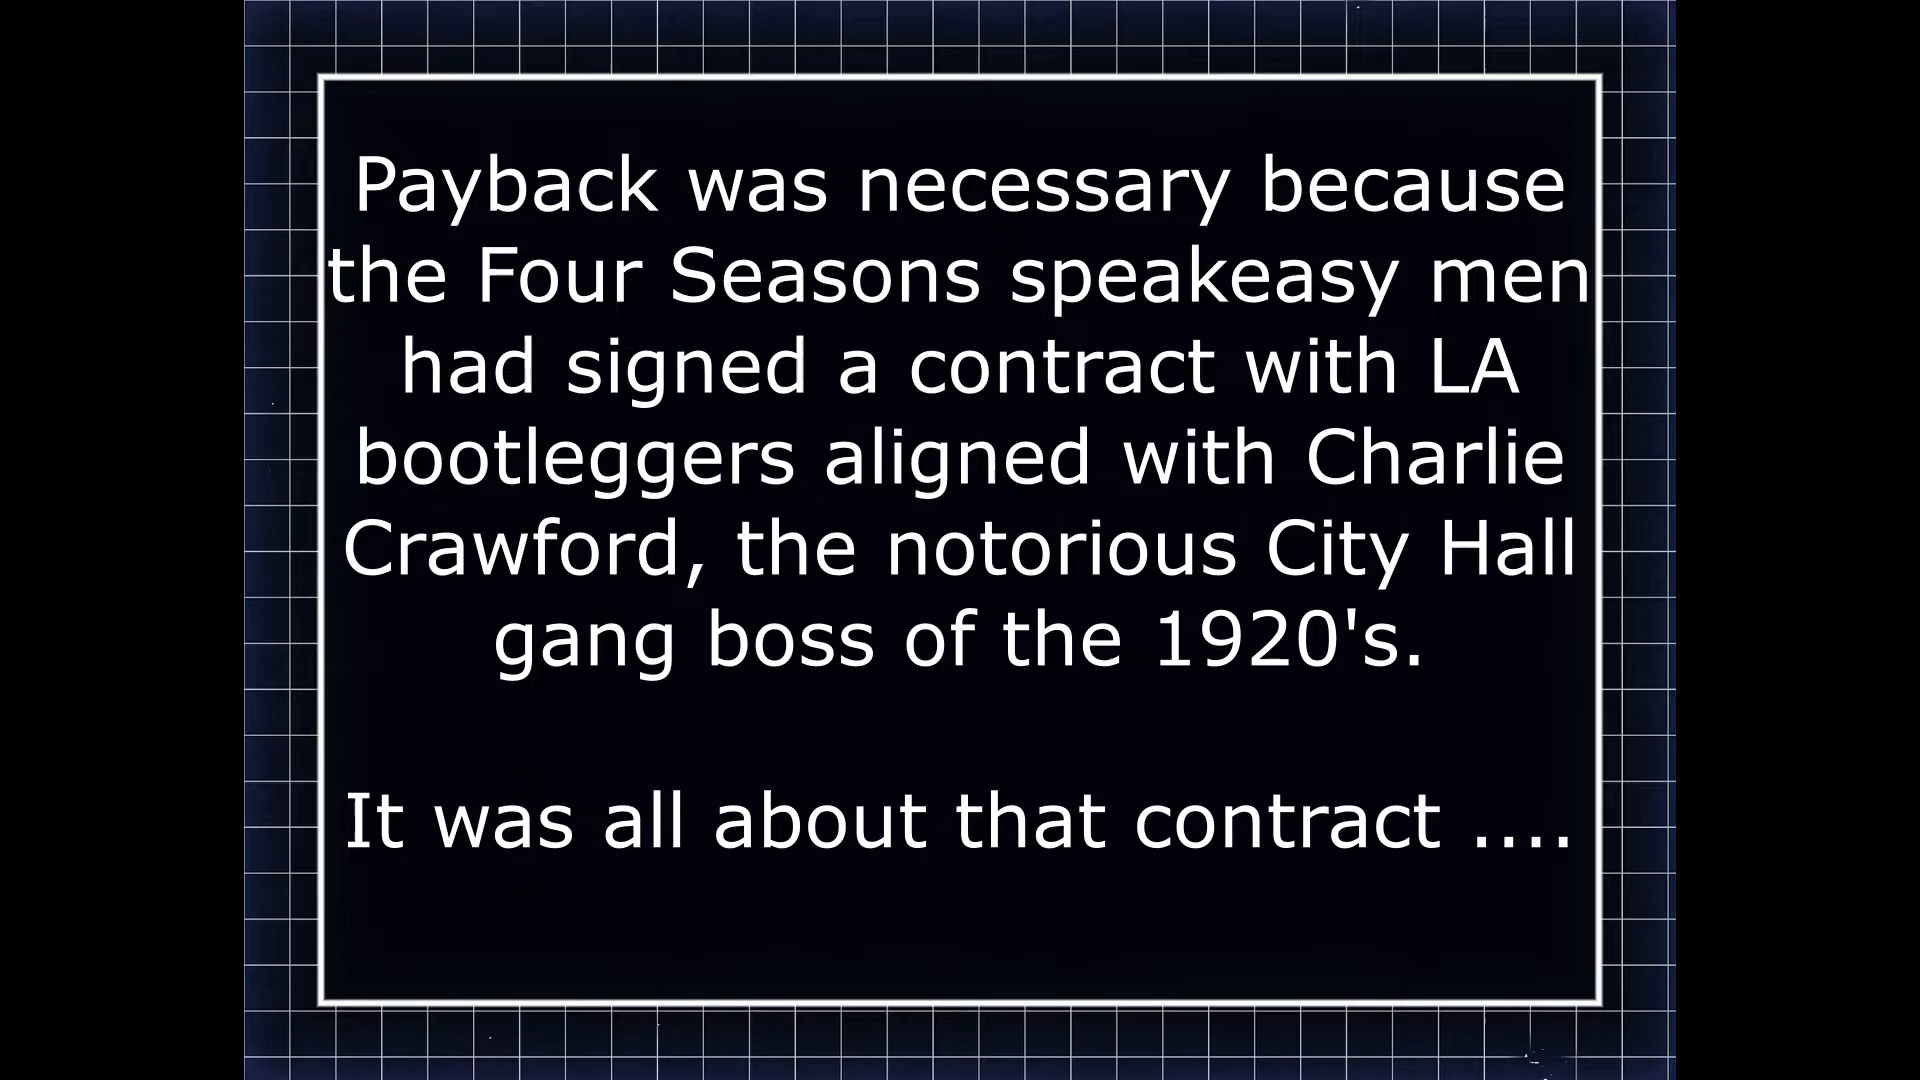 Payback was necessary because
the Four Seasons speakeasy men
had signed a contract with LA
bootleggers aligned with Charlie
Crawford, the notorious City Hall
gang boss of the 1920's.
It was all about that contract ....